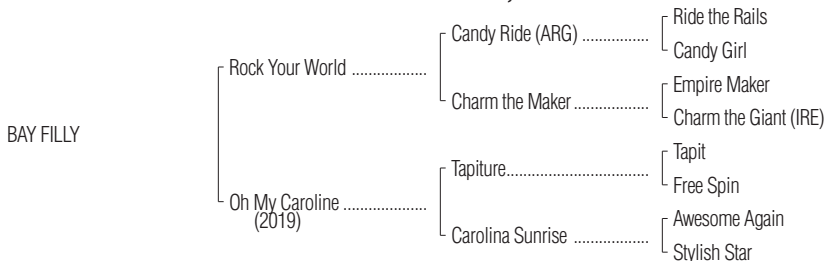 Ride the Rails
Candy Ride (ARG) ................
Candy Girl
Rock Your World ..................
Empire Maker
Charm the Maker ..................
Charm the Giant (IRE)
BAY FILLY
Tapit
Tapiture..................................
Free Spin
Oh My Caroline ....................
(2019)
Awesome Again
Carolina Sunrise ..................
Stylish Star